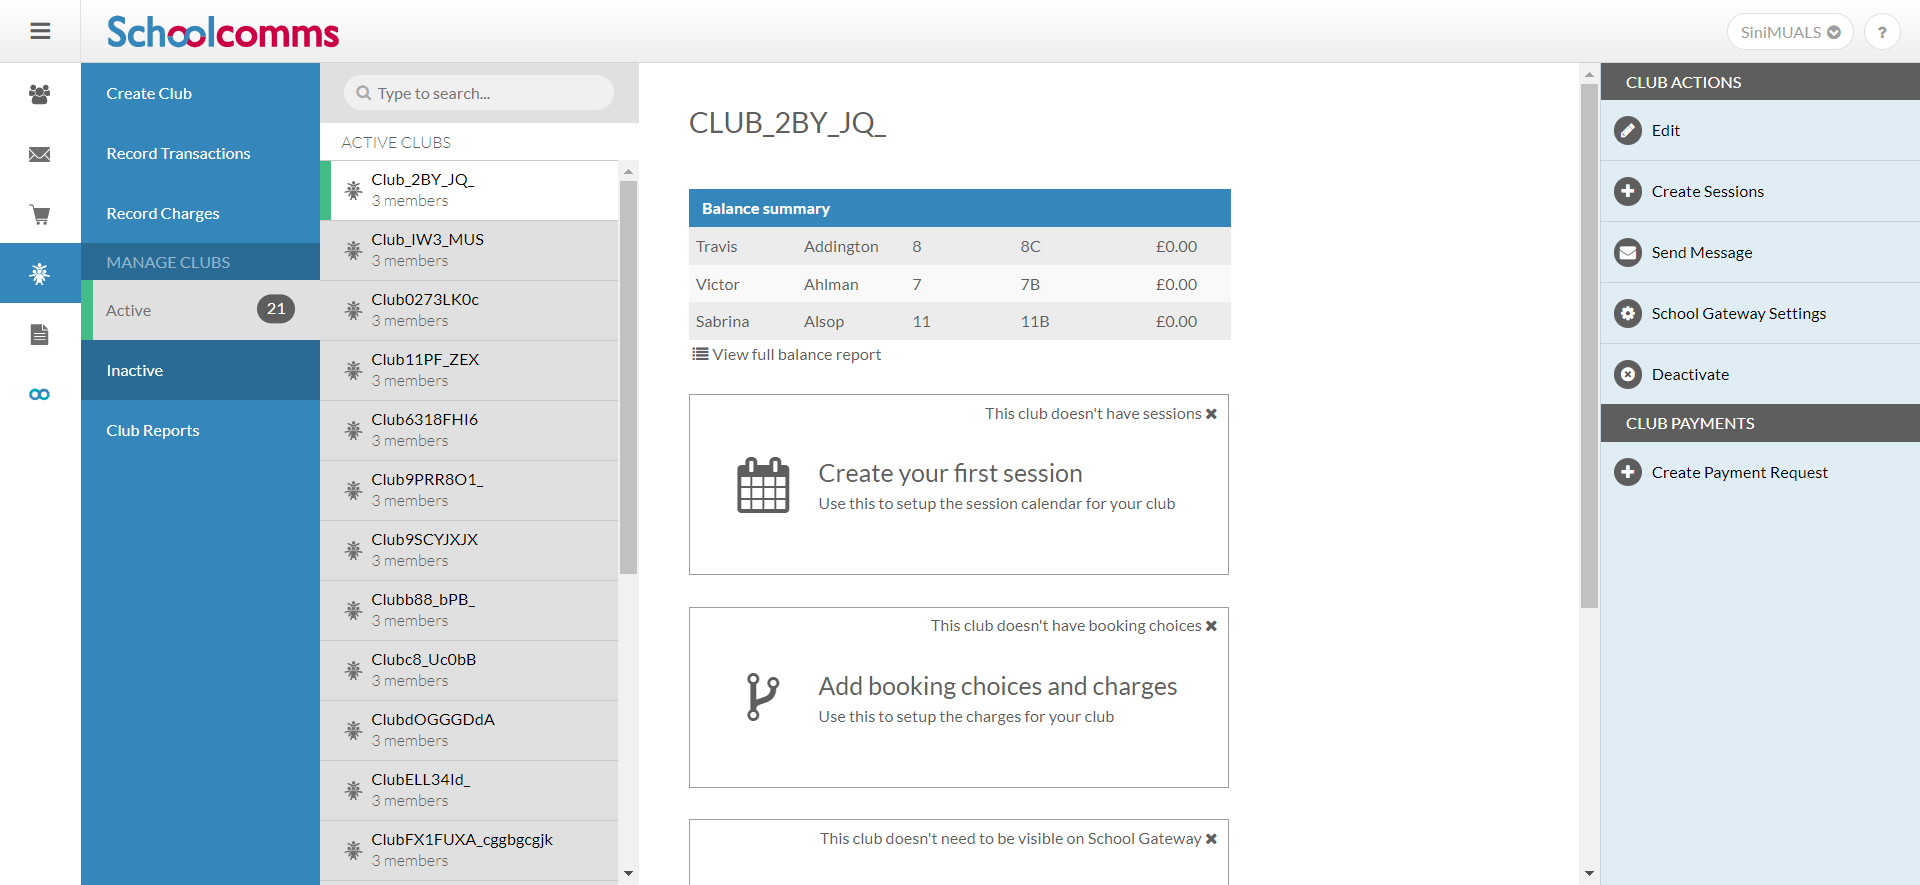 Schoolcomms
SiniMUALS
?
Create Club
Record Transactions
Record Charges
MANAGE CLUBS
Active
21
Inactive
Club Reports
Type to search...
ACTIVE CLUBS
Club_2BY_JQ_
3 members
Club_IW3_MUS
3 members
Club0273LK0c
3 members
Club11PF_ZEX
3 members
Club6318FHI6
3 members
Club9PRR8O1_
3 members
Club9SCYJXJX
3 members
Clubb88_bPB_
3 members
Clubc8_Uc0bB
3 members
ClubdOGGGDdA
3 members
ClubELL34Id_
3 members
ClubFX1FUXA_cggbgcgjk
3 members
CLUB_2BY_JQ_
Balance summary
Travis Addington 8 8C £0.00
Victor Ahlman 7 7B £0.00
Sabrina Alsop 11 11B £0.00
View full balance report
This club doesn't have sessions
Create your first session
Use this to setup the session calendar for your club
This club doesn't have booking choices
Add booking choices and charges
Use this to setup the charges for your club
This club doesn't need to be visible on School Gateway
CLUB ACTIONS
Edit
Create Sessions
Send Message
School Gateway Settings
Deactivate
CLUB PAYMENTS
Create Payment Request